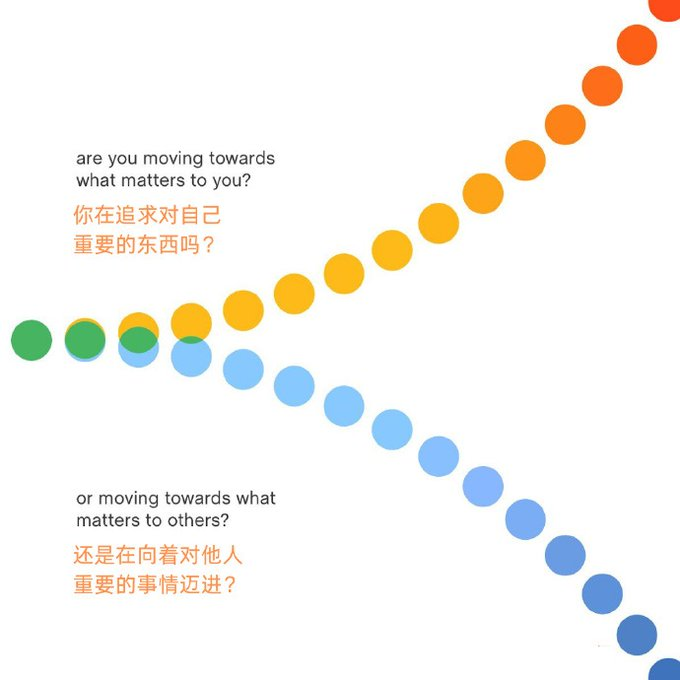 are you moving towards
what matters to you?
你在追求对自己
重要的东西吗？
or moving towards what
matters to others?
还是在向着对他人
重要的事情迈进？